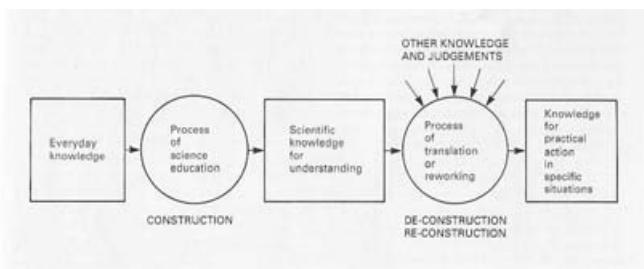 OTHER KNOWLEDGE
AND JUDGEMENTS
Everyday
knowledge
Process
of
science
education
Scientific
knowledge
for
understanding
Process
of
translation
or
reworking
Knowledge
for
practical
action
in
specific
situations
CONSTRUCTION
DE-CONSTRUCTION
RE-CONSTRUCTION